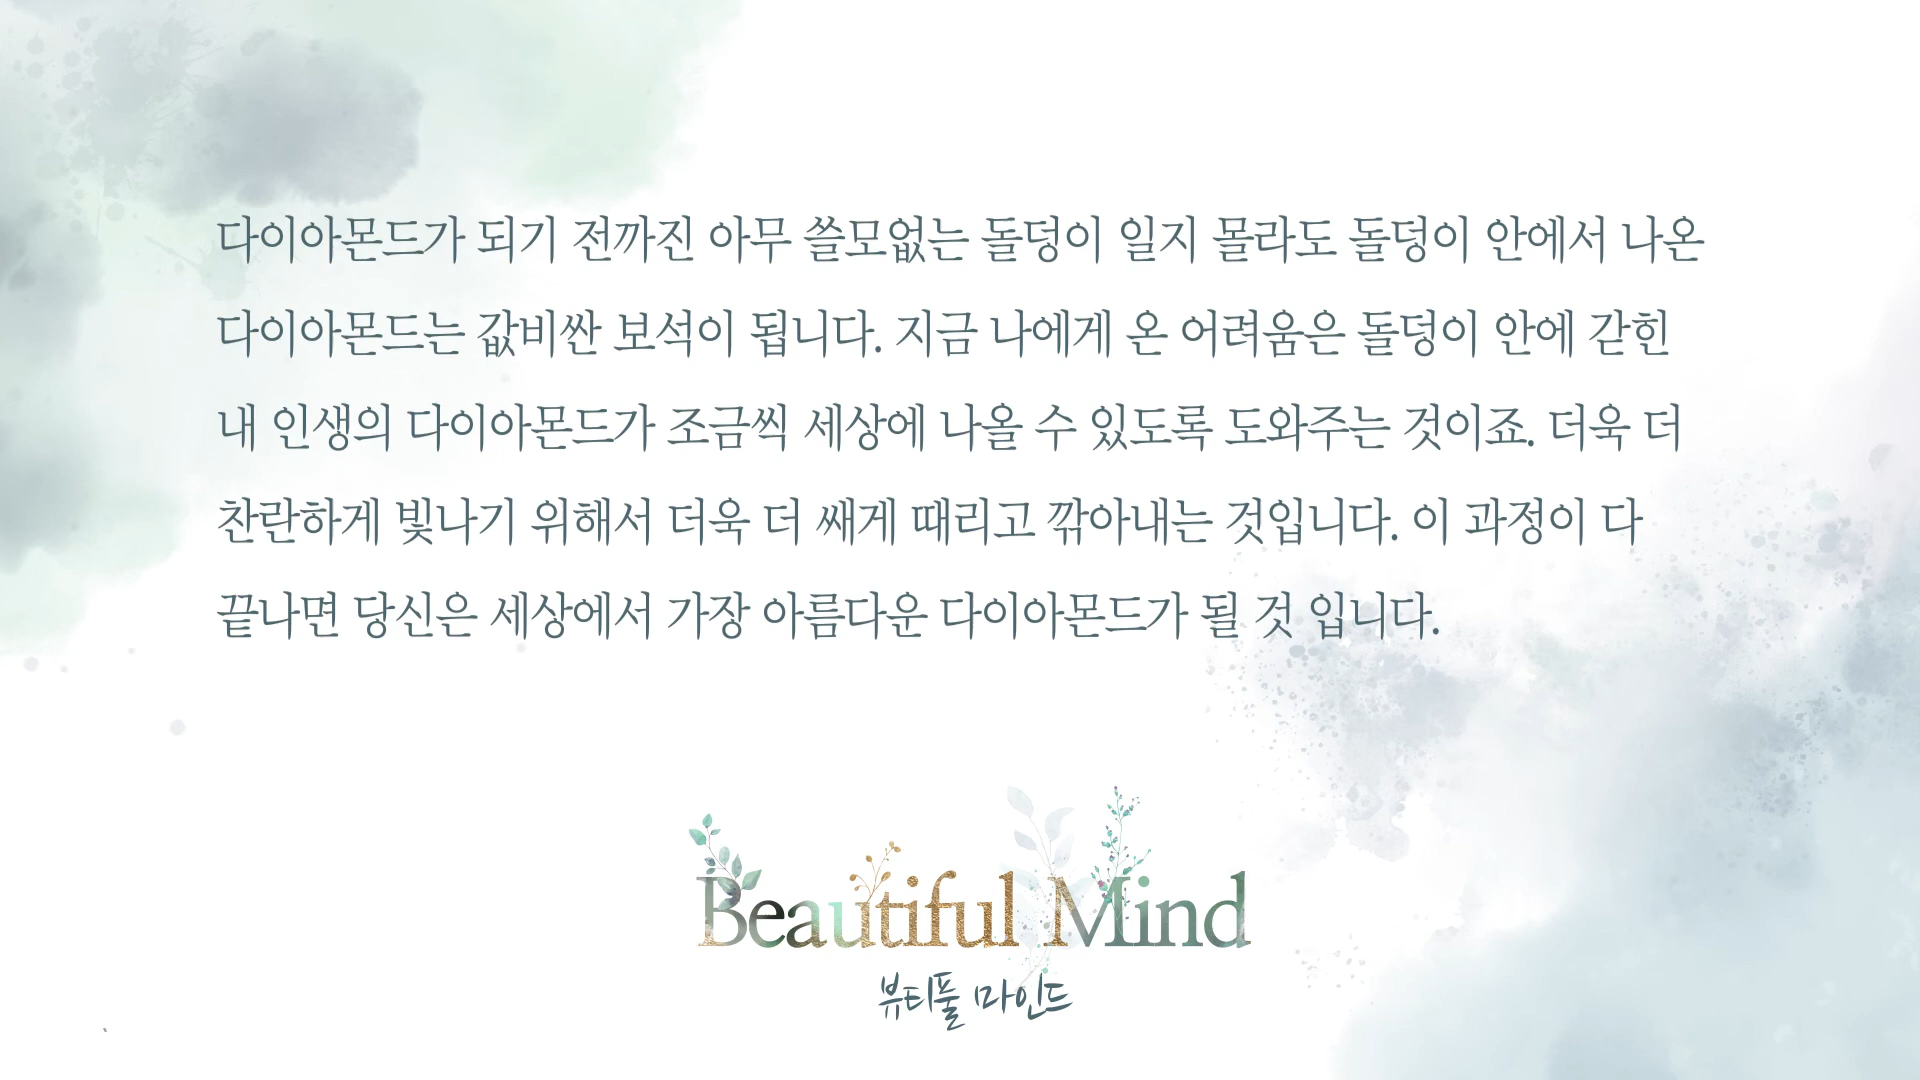 다이아몬드가 되기 전까진 아무 쓸모없는 돌덩이 일지 몰라도 돌덩이 안에서 나온
다이아몬드는 값비싼 보석이 됩니다. 지금 나에게 온 어려움은 돌덩이 안에 갇힌
내 인생의 다이아몬드가 조금씩 세상에 나올 수 있도록 도와주는 것이죠. 더욱 더
찬란하게 빛나기 위해서 더욱 더 쌔게 때리고 깎아내는 것입니다. 이 과정이 다
끝나면 당신은 세상에서 가장 아름다운 다이아몬드가 될 것 입니다.
Beautiful Mind
뷰티풀 마인드